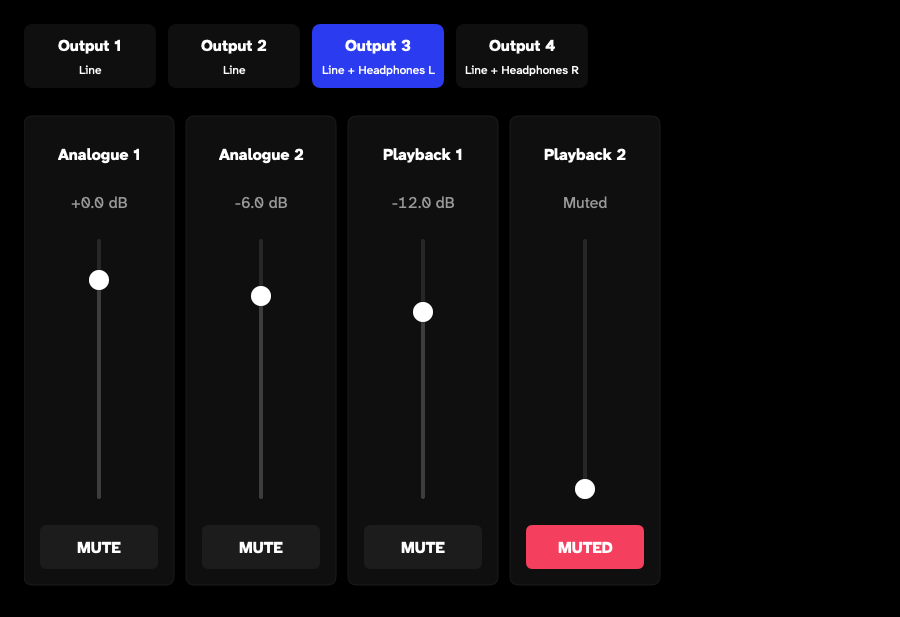 Output 1
Line
Output 2
Line
Output 3
Line + Headphones L
Output 4
Line + Headphones R
Analogue 1
+0.0 dB
MUTE
Analogue 2
-6.0 dB
MUTE
Playback 1
-12.0 dB
MUTE
Playback 2
Muted
MUTED